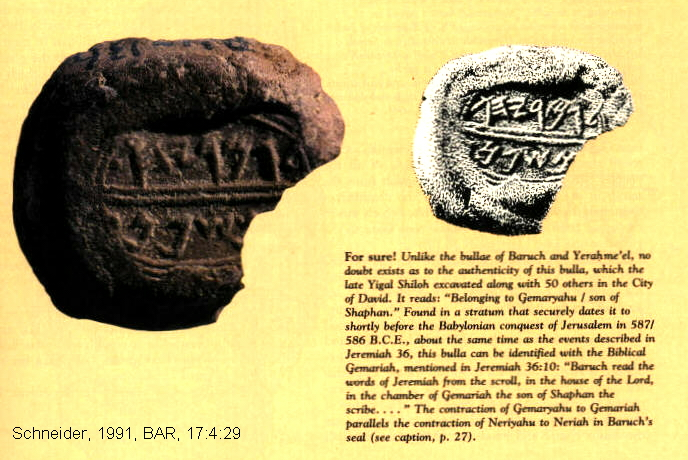 For sure! Unlike the bullae of Baruch and Yeraḥme'el, no
doubt exists as to the authenticity of this bulla, which the
late Yigal Shiloh excavated along with 50 others in the City
of David. It reads: “Belonging to Gemaryahu / son of
Shaphan.” Found in a stratum that securely dates it to
shortly before the Babylonian conquest of Jerusalem in 587/
586 B.C.E., about the same time as the events described in
Jeremiah 36, this bulla can be identified with the Biblical
Gemariah, mentioned in Jeremiah 36:10: “Baruch read the
words of Jeremiah from the scroll, in the house of the Lord,
in the chamber of Gemariah the son of Shaphan the
scribe. . . . ” The contraction of Gemaryahu to Gemariah
parallels the contraction of Neriyahu to Neriah in Baruch's
seal (see caption, p. 27).
Schneider, 1991, BAR, 17:4:29